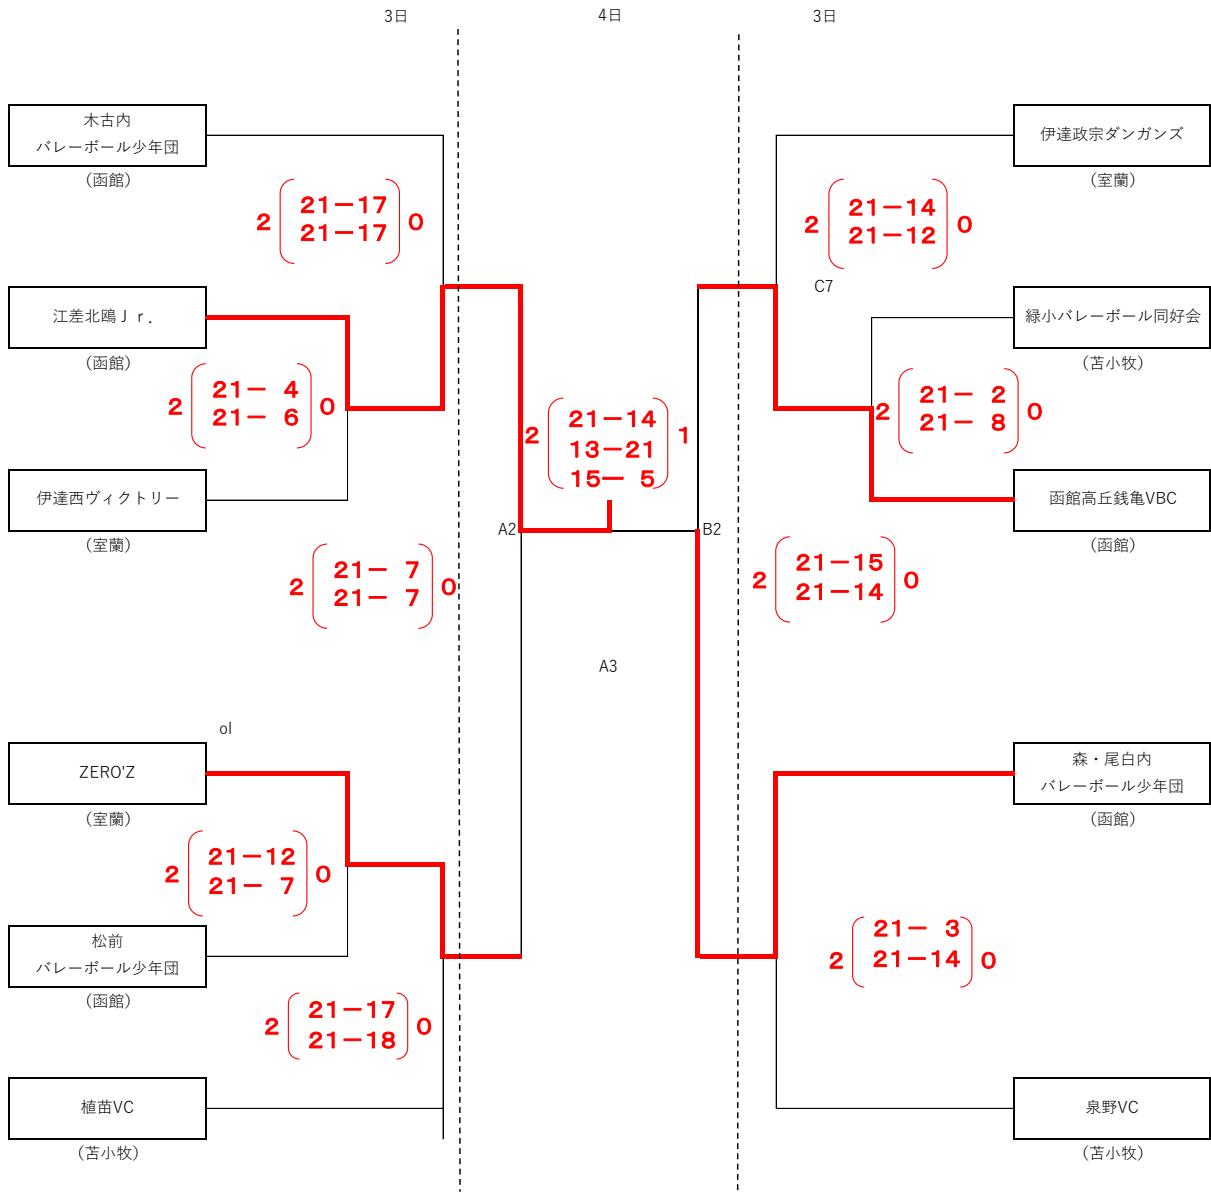 3日
4日
3日
木古内
バレーボール少年団
(函館)
2
21－17
21－17
0
江差北鴎Ｊｒ．
(函館)
2
21－ 4
21－ 6
0
伊達西ヴィクトリー
(室蘭)
2
21－ 7
21－ 7
0
ol
ZERO'Z
(室蘭)
2
21－12
21－ 7
0
松前
バレーボール少年団
(函館)
2
21－17
21－18
0
植苗VC
(苫小牧)
2
21－14
13－21
15－ 5
1
A2
B2
A3
伊達政宗ダンガンズ
(室蘭)
2
21－14
21－12
0
C7
緑小バレーボール同好会
(苫小牧)
2
21－ 2
21－ 8
0
函館高丘銭亀VBC
(函館)
2
21－15
21－14
0
森・尾白内
バレーボール少年団
(函館)
2
21－ 3
21－14
0
泉野VC
(苫小牧)